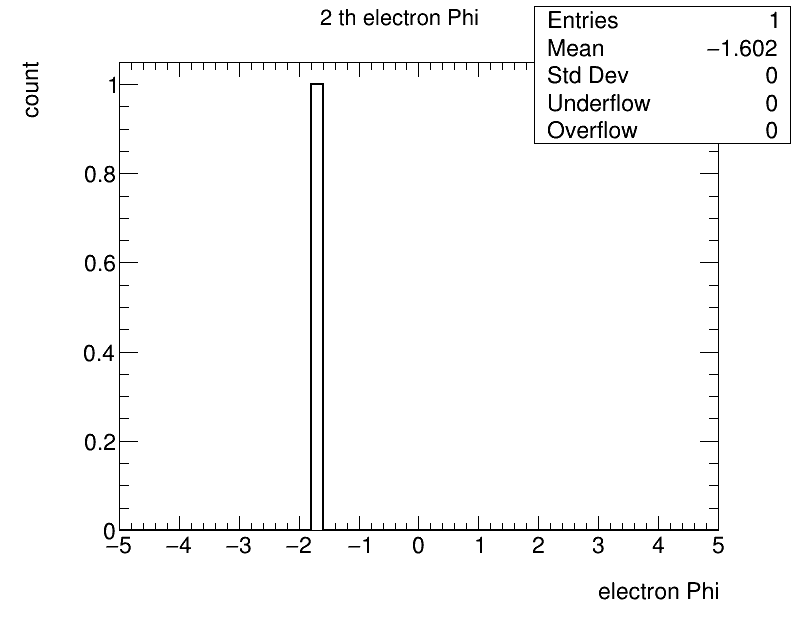 2 th electron Phi
Entries 1
Mean −1.602
Std Dev 0
Underflow 0
Overflow 0
count
1
0.8
0.6
0.4
0.2
0
−5 −4 −3 −2 −1 0 1 2 3 4 5
electron Phi